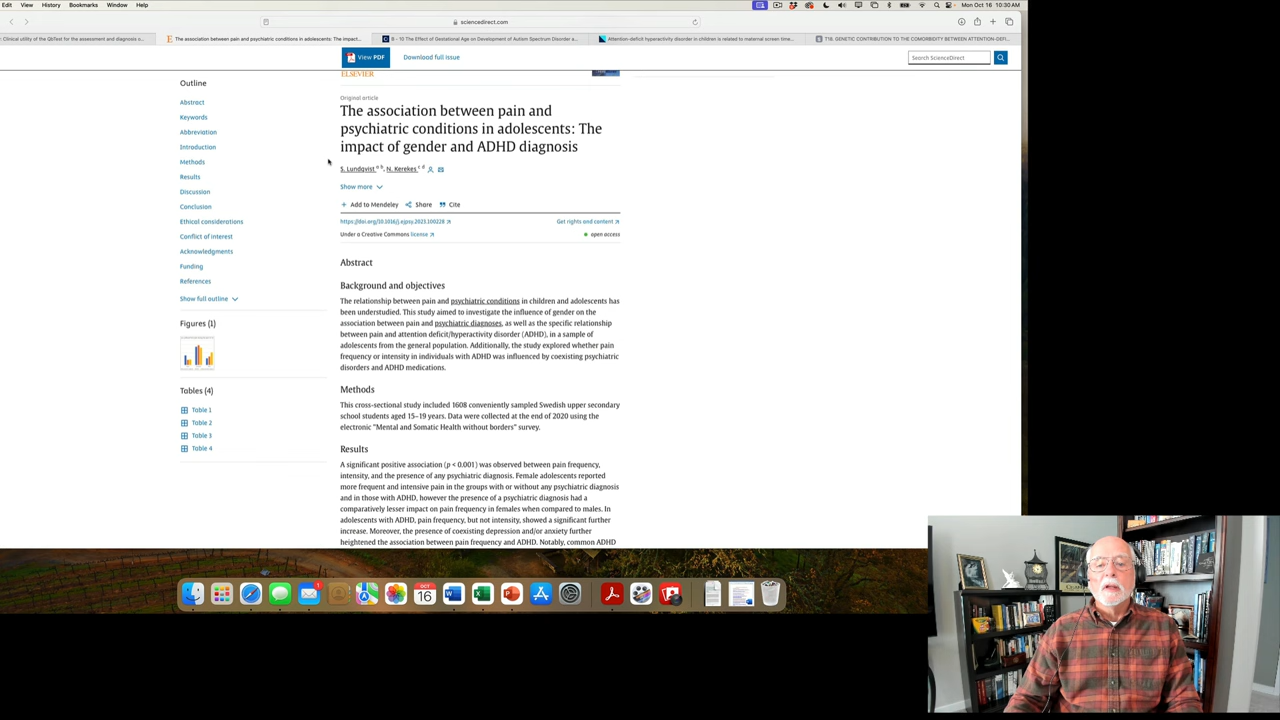 Edit View History Bookmarks Window Help
Mon Oct 16 10:30 AM
sciencedirect.com
Clinical utility of the QbTest for the assessment and diagnosis o...
The association between pain and psychiatric conditions in adolescents: The impact...
B - 10 The Effect of Gestational Age on Development of Autism Spectrum Disorder a...
Attention-deficit hyperactivity disorder in children is related to maternal screen time...
T18. GENETIC CONTRIBUTION TO THE COMORBIDITY BETWEEN ATTENTION-DEFI...
View PDF
Download full issue
Search ScienceDirect
ELSEVIER
Outline
Abstract
Keywords
Abbreviation
Introduction
Methods
Results
Discussion
Conclusion
Ethical considerations
Conflict of interest
Acknowledgments
Funding
References
Show full outline
Figures (1)
Tables (4)
Table 1
Table 2
Table 3
Table 4
Original article
The association between pain and
psychiatric conditions in adolescents: The
impact of gender and ADHD diagnosis
S. Lundqvist a b, N. Kerekes c d
Show more
Add to Mendeley Share Cite
https://doi.org/10.1016/j.ejpsy.2023.100228
Get rights and content
Under a Creative Commons license
open access
Abstract
Background and objectives
The relationship between pain and psychiatric conditions in children and adolescents has
been understudied. This study aimed to investigate the influence of gender on the
association between pain and psychiatric diagnoses, as well as the specific relationship
between pain and attention deficit/hyperactivity disorder (ADHD), in a sample of
adolescents from the general population. Additionally, the study explored whether pain
frequency or intensity in individuals with ADHD was influenced by coexisting psychiatric
disorders and ADHD medications.
Methods
This cross-sectional study included 1608 conveniently sampled Swedish upper secondary
school students aged 15–19 years. Data were collected at the end of 2020 using the
electronic "Mental and Somatic Health without borders" survey.
Results
A significant positive association (p < 0.001) was observed between pain frequency,
intensity, and the presence of any psychiatric diagnosis. Female adolescents reported
more frequent and intensive pain in the groups with or without any psychiatric diagnosis
and in those with ADHD, however the presence of a psychiatric diagnosis had a
comparatively lesser impact on pain frequency in females when compared to males. In
adolescents with ADHD, pain frequency, but not intensity, showed a significant further
increase. Moreover, the presence of coexisting depression and/or anxiety further
heightened the association between pain frequency and ADHD. Notably, common ADHD
OCT
16
1